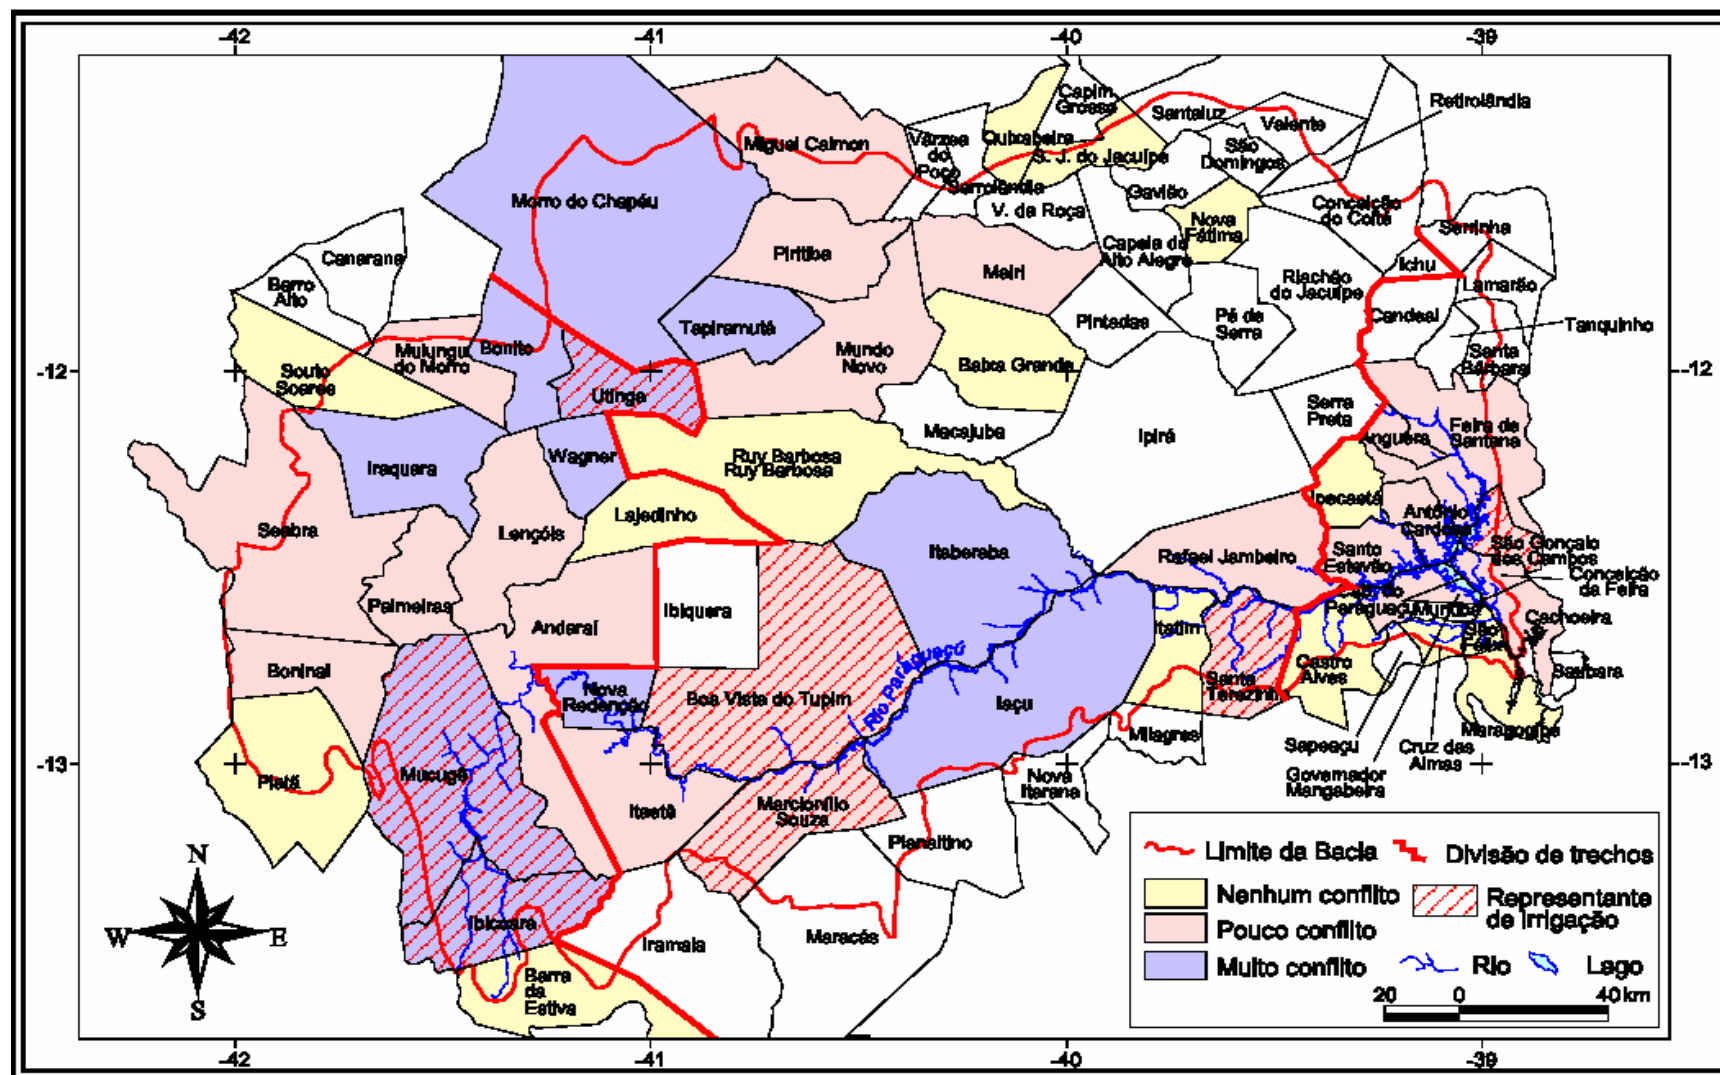 -42
-41
-40
-39
Capim
Grosso
Retirolândia
Santaluz
Valente
Várzea
do
Poço
Quixabeira
Miguel Calmon
São
Domingos
S. J. do Jacuípe
Serrolândia
Gavião
Morro do Chapéu
V. da Roça
Conceição
do Coité
Nova
Fátima
Serrinha
Canarana
Piritiba
Capela do
Alto Alegre
Mairi
Ichu
Riachão
do Jacuípe
Lamarão
Barro
Alto
Tapiramutá
Pintadas
Pé de
Serra
Candeal
Tanquinho
Mulungu
do Morro
Bonito
Mundo
Novo
Baixa Grande
Santa
Bárbara
-12
-12
Souto
Soares
Utinga
Serra
Preta
Macajuba
Ipirá
Anguera
Feira de
Santana
Iraquara
Wagner
Ruy Barbosa
Ruy Barbosa
Ipecaetá
Lajedinho
Antônio
Cardoso
Seabra
Lençóis
Itaberaba
Rafael Jambeiro
Santo
Estevão
São Gonçalo
dos Campos
Conceição
da Feira
Palmeiras
Ibiquera
Paraguaçu
Muritiba
Cachoeira
Andaraí
Itatim
São
Félix
Boninal
Nova
Redenção
Boa Vista do Tupim
Rio Paraguaçú
Iaçu
Santa
Terezinha
Castro
Alves
Saubara
Milagres
Sapeaçu
Cruz das
Almas
Maragogipe
-13
-13
Piatã
Mucugê
Governador
Mangabeira
Nova
Itarana
Itaetê
Marcionílio
Souza
Planaltino
Limite da Bacia
Divisão de trechos
Nenhum conflito
Representante
de irrigação
Pouco conflito
Muito conflito
Rio
Lago
20
0
40 km
N
W
E
S
Ibicoara
Iramaia
Maracás
Barra
da
Estiva
-42
-41
-40
-39